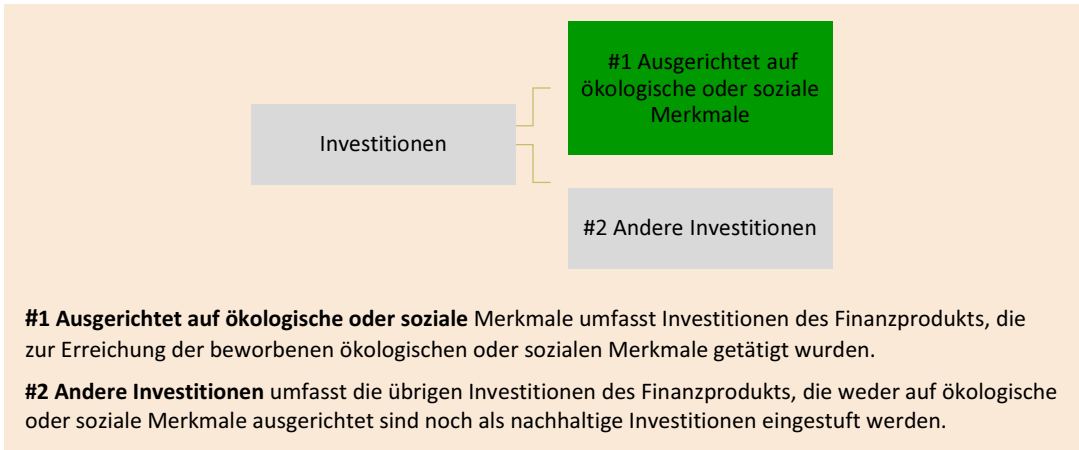 #1 Ausgerichtet auf
ökologische oder soziale
Merkmale
Investitionen
#2 Andere Investitionen
#1 Ausgerichtet auf ökologische oder soziale Merkmale umfasst Investitionen des Finanzprodukts, die
zur Erreichung der beworbenen ökologischen oder sozialen Merkmale getätigt wurden.
#2 Andere Investitionen umfasst die übrigen Investitionen des Finanzprodukts, die weder auf ökologische
oder soziale Merkmale ausgerichtet sind noch als nachhaltige Investitionen eingestuft werden.